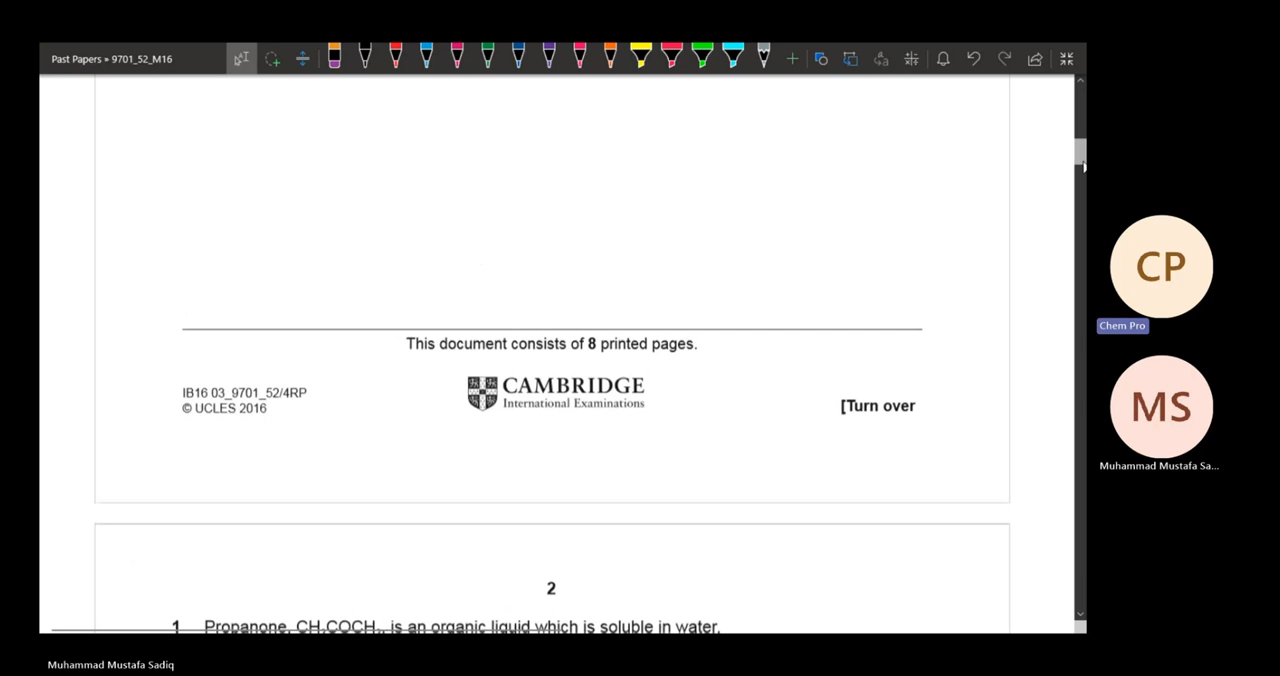 Past Papers » 9701_52_M16
This document consists of 8 printed pages.
IB16 03_9701_52/4RP
© UCLES 2016
CAMBRIDGE
International Examinations
[Turn over
2
1 Propanone, CH₃COCH₃, is an organic liquid which is soluble in water.
CP
Chem Pro
MS
Muhammad Mustafa Sa...
Muhammad Mustafa Sadiq